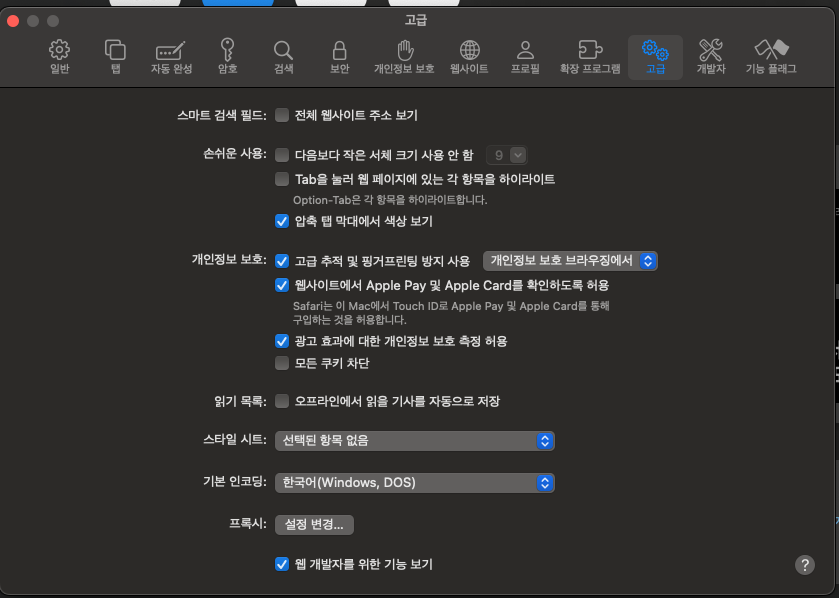 고급
일반 탭 자동 완성 암호 검색 보안 개인정보 보호 웹사이트 프로필 확장 프로그램 고급 개발자 기능 플래그
스마트 검색 필드: 전체 웹사이트 주소 보기
손쉬운 사용: 다음보다 작은 서체 크기 사용 안 함 9
Tab을 눌러 웹 페이지에 있는 각 항목을 하이라이트
Option-Tab은 각 항목을 하이라이트합니다.
압축 탭 막대에서 색상 보기
개인정보 보호: 고급 추적 및 핑거프린팅 방지 사용 개인정보 보호 브라우징에서
웹사이트에서 Apple Pay 및 Apple Card를 확인하도록 허용
Safari는 이 Mac에서 Touch ID로 Apple Pay 및 Apple Card를 통해
구입하는 것을 허용합니다.
광고 효과에 대한 개인정보 보호 측정 허용
모든 쿠키 차단
읽기 목록: 오프라인에서 읽을 기사를 자동으로 저장
스타일 시트: 선택된 항목 없음
기본 인코딩: 한국어(Windows, DOS)
프록시: 설정 변경...
웹 개발자를 위한 기능 보기
?